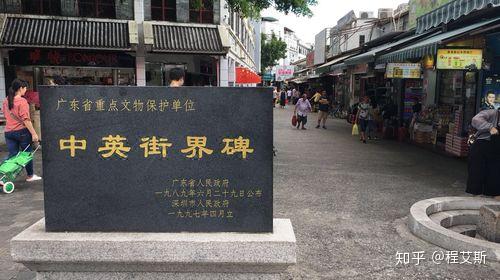 广东省重点文物保护单位
中英街界碑
广东省人民政府
一九八九年六月二十九日公布
深圳市人民政府
一九九七年四月立
知乎 @程艾斯